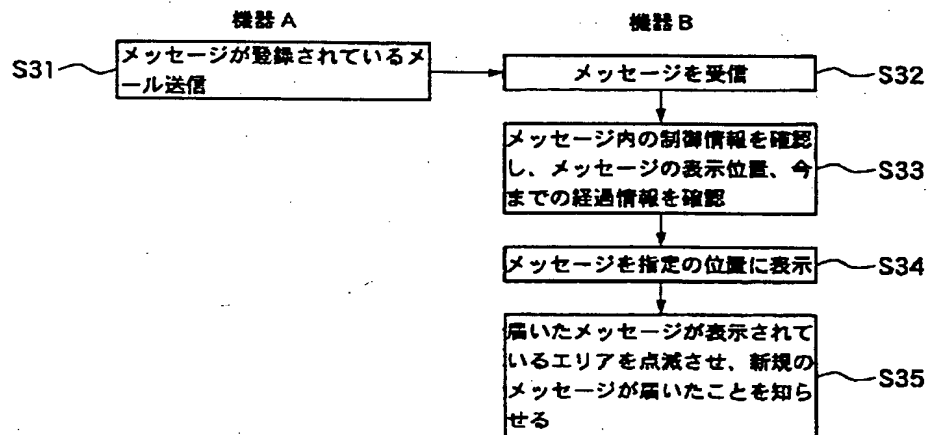 機器A
機器B
S31
メッセージが登録されているメ
ール送信
メッセージを受信
S32
メッセージ内の制御情報を確認
し、メッセージの表示位置、今
までの経過情報を確認
S33
メッセージを指定の位置に表示
S34
届いたメッセージが表示されて
いるエリアを点滅させ、新規の
メッセージが届いたことを知ら
せる
S35